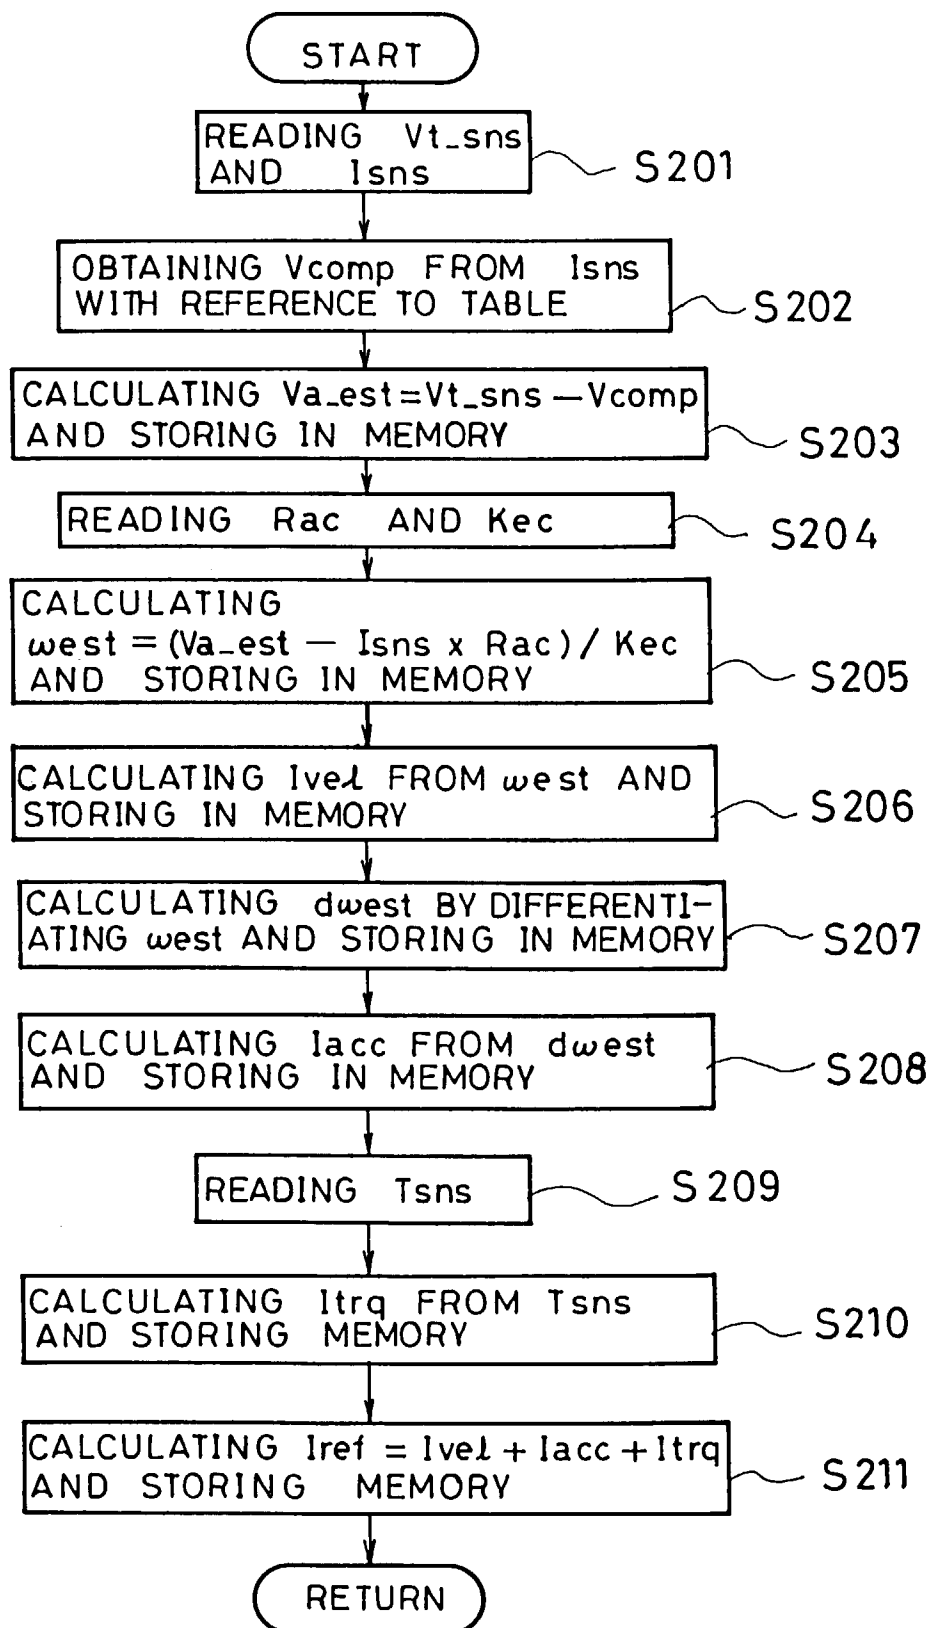 START
READING Vt_sns
AND Isns
S201
OBTAINING Vcomp FROM Isns
WITH REFERENCE TO TABLE
S202
CALCULATING Va_est=Vt_sns-Vcomp
AND STORING IN MEMORY
S203
READING Rac AND Kec
S204
CALCULATING
ωest=(Va_est - Isns x Rac)/Kec
AND STORING IN MEMORY
S205
CALCULATING Ivel FROM ωest AND
STORING IN MEMORY
S206
CALCULATING dωest BY DIFFERENTI-
ATING ωest AND STORING IN MEMORY
S207
CALCULATING Iacc FROM dωest
AND STORING IN MEMORY
S208
READING Tsns
S209
CALCULATING Itrq FROM Tsns
AND STORING MEMORY
S210
CALCULATING Iref = Ivel + Iacc + Itrq
AND STORING MEMORY
S211
RETURN